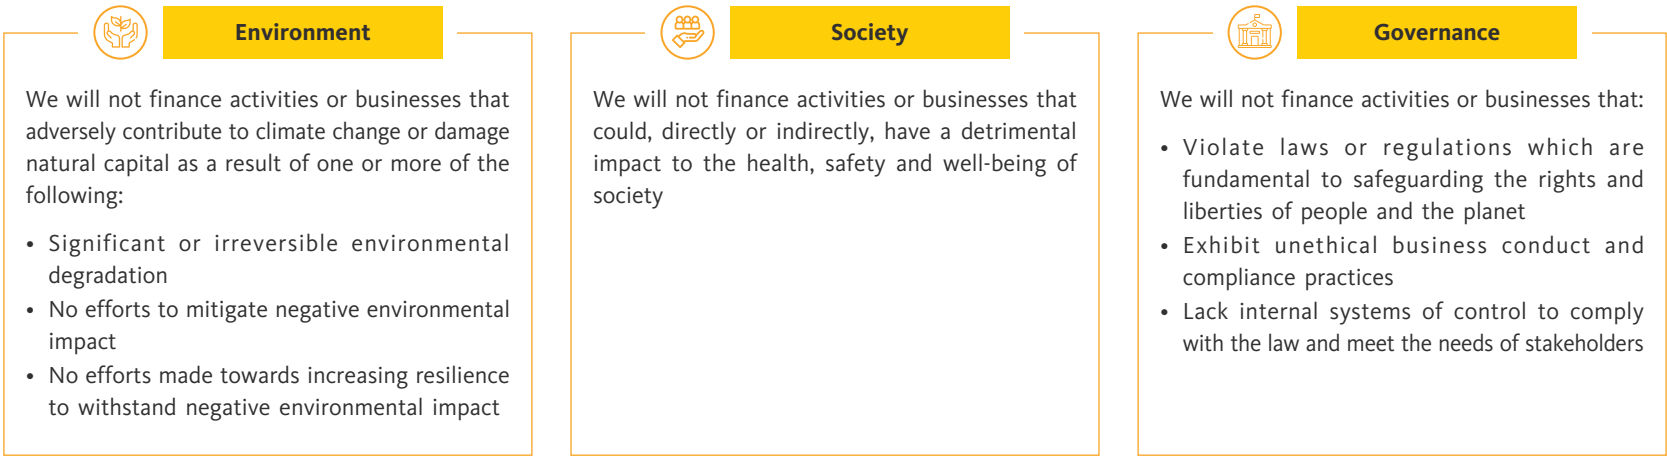 Environment
We will not finance activities or businesses that
adversely contribute to climate change or damage
natural capital as a result of one or more of the
following:
• Significant or irreversible environmental
degradation
• No efforts to mitigate negative environmental
impact
• No efforts made towards increasing resilience
to withstand negative environmental impact
Society
We will not finance activities or businesses that
could, directly or indirectly, have a detrimental
impact to the health, safety and well-being of
society
Governance
We will not finance activities or businesses that:
• Violate laws or regulations which are
fundamental to safeguarding the rights and
liberties of people and the planet
• Exhibit unethical business conduct and
compliance practices
• Lack internal systems of control to comply
with the law and meet the needs of stakeholders